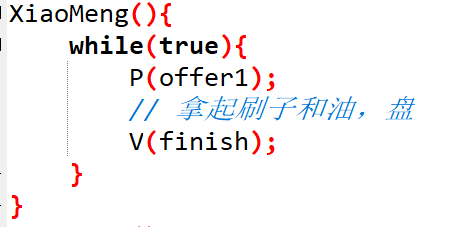 XiaoMeng(){
    while(true){
        P(offer1);
        // 拿起刷子和油，盘
        V(finish);
    }
}